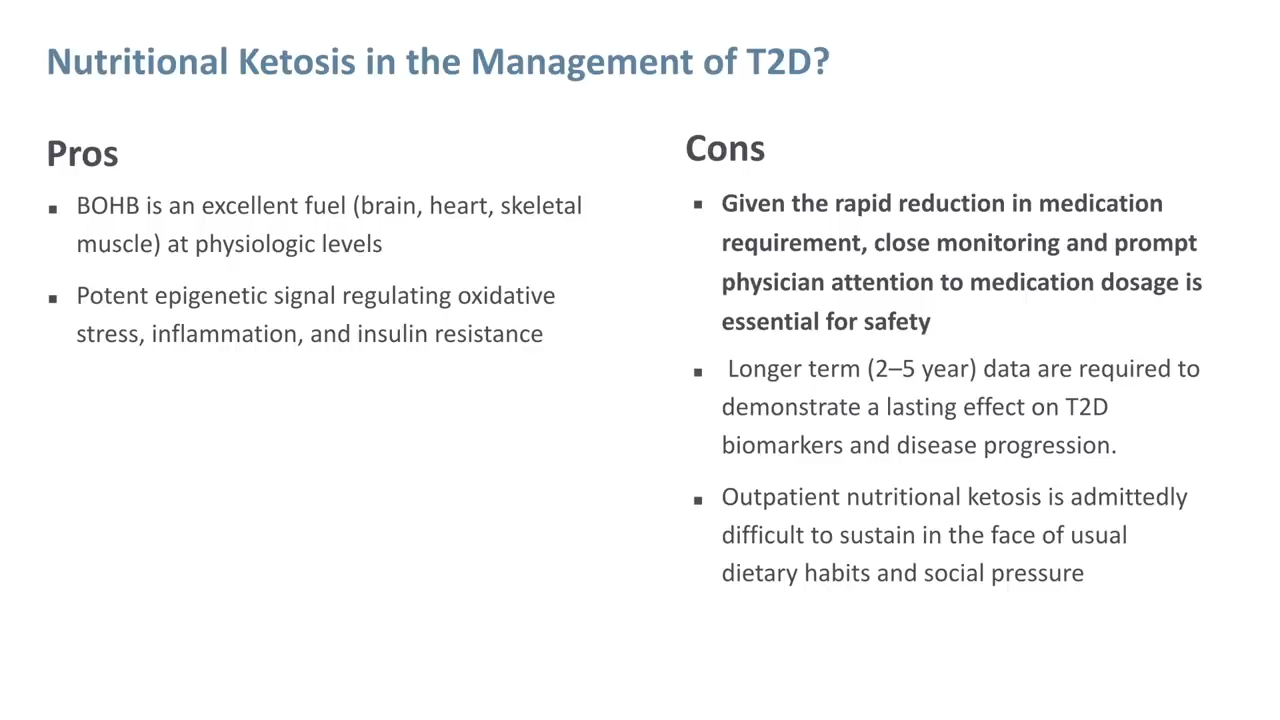 Nutritional Ketosis in the Management of T2D?
Pros
▪ BOHB is an excellent fuel (brain, heart, skeletal
muscle) at physiologic levels
▪ Potent epigenetic signal regulating oxidative
stress, inflammation, and insulin resistance
Cons
▪ Given the rapid reduction in medication
requirement, close monitoring and prompt
physician attention to medication dosage is
essential for safety
▪ Longer term (2–5 year) data are required to
demonstrate a lasting effect on T2D
biomarkers and disease progression.
▪ Outpatient nutritional ketosis is admittedly
difficult to sustain in the face of usual
dietary habits and social pressure